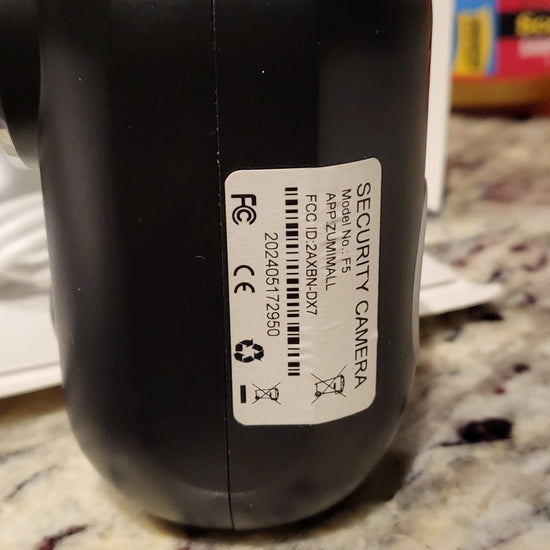 SECURITY CAMERA
Model No.: F5
APP:ZUMIMALL
FCC ID:2AXBN-DX7
202405172950
FC CE